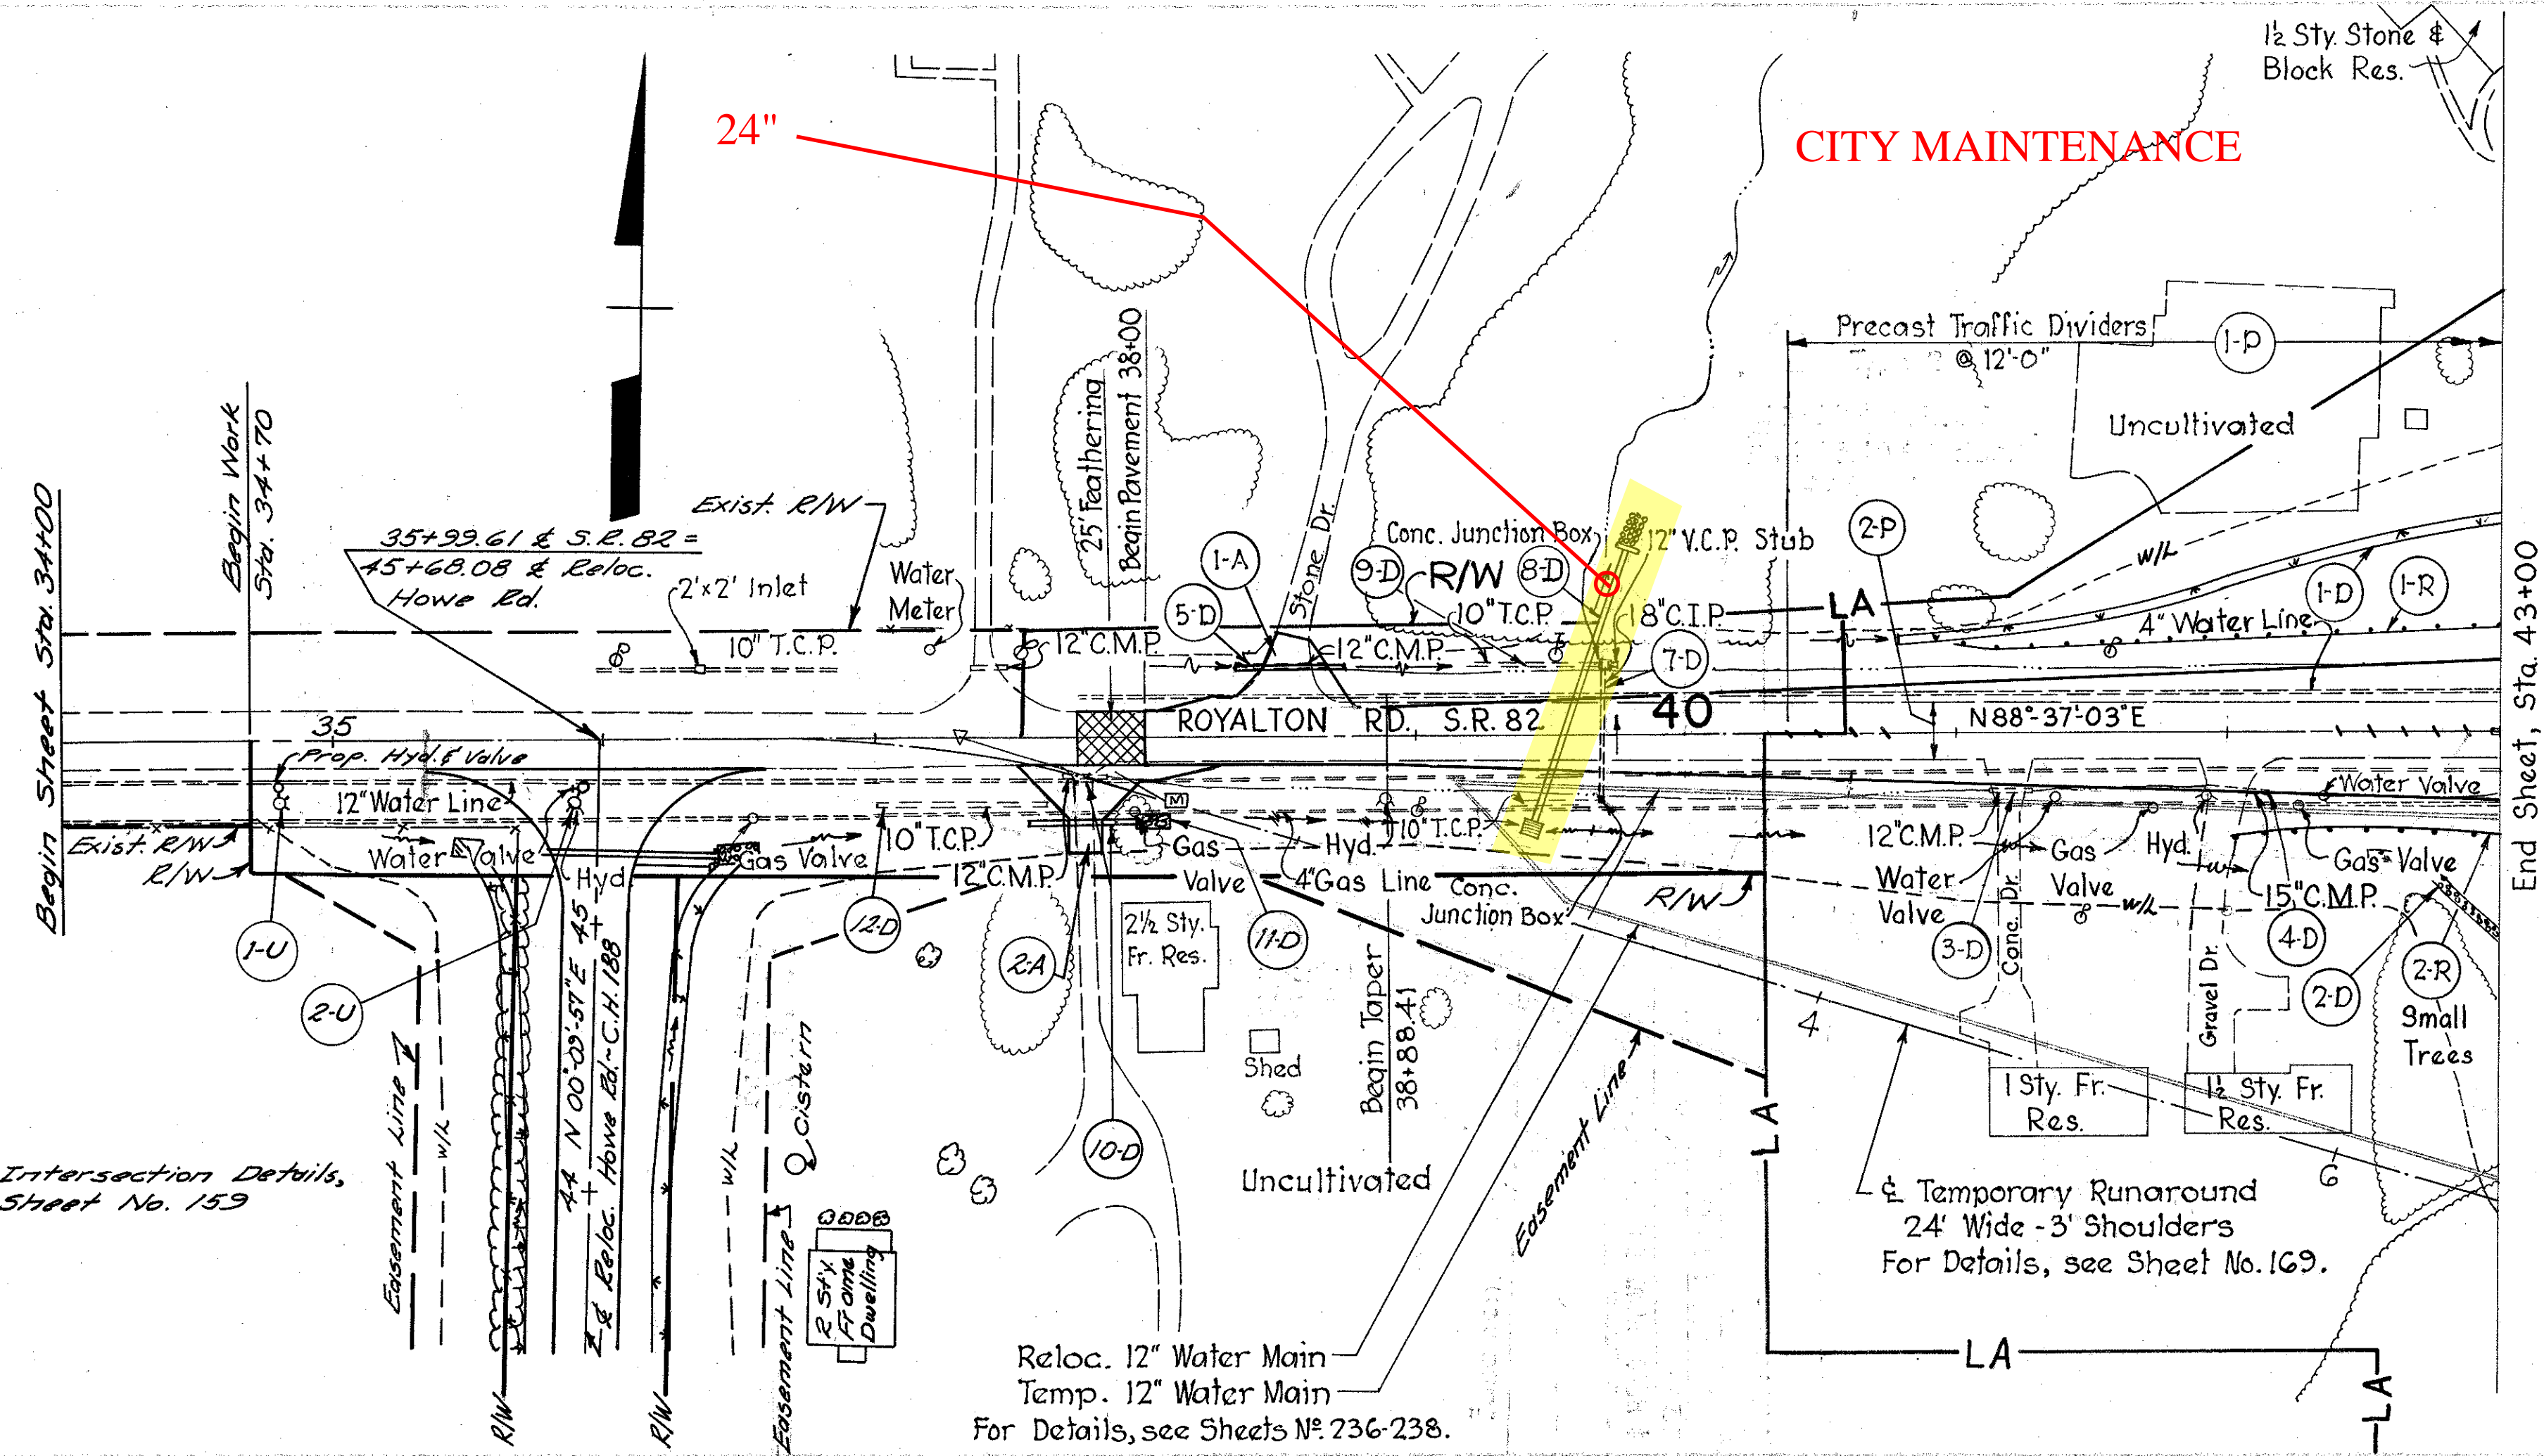 1½ Sty. Stone &
Block Res.
24"
CITY MAINTENANCE
Precast Traffic Dividers
@ 12'-0"
1-P
Uncultivated
Begin Work
Sta. 34+70
Begin Sheet Sta. 34+00
35+99.61 ℄ S.R. 82 =
45+68.08 ℄ Reloc.
Howe Rd.
Exist. R/W
2'x2' Inlet
10" T.C.P.
Water
Meter
25' Feathering
Begin Pavement 38+00
12" C.M.P.
5-D
1-A
Stone Dr.
12" C.M.P.
Conc. Junction Box
9-D
R/W
8-D
10" T.C.P.
12" V.C.P. Stub
18" C.I.P.
7-D
2-P
LA
W/L
4" Water Line
1-D
1-R
End Sheet, Sta. 43+00
35
ROYALTON RD. S.R. 82
40
N88°-37'-03"E
Prop. Hyd. & Valve
12" Water Line
Exist. R/W
R/W
Water Valve
Hyd.
Gas Valve
10" T.C.P.
12" C.M.P.
M
Gas
Valve
Hyd.
4" Gas Line
10" T.C.P.
Conc.
Junction Box
R/W
12" C.M.P.
Water
Valve
Gas
Valve
Hyd.
Water Valve
Gas Valve
15" C.M.P.
W/L
1-U
2-U
12-D
2-A
11-D
10-D
3-D
4-D
2-D
2-R
Small
Trees
2½ Sty.
Fr. Res.
Shed
Begin Taper
38+88.41
Conc. Dr.
Gravel Dr.
4
6
1 Sty. Fr.
Res.
1½ Sty. Fr.
Res.
Easement Line
W/L
44 N 00°-09'-57"E 45
℄ Reloc. Howe Rd. - C.H. 188
W/L
Easement Line
Cistern
2 St'y.
Frame
Dwelling
Uncultivated
Easement Line
LA
Intersection Details,
Sheet No. 159
℄ Temporary Runaround
24' Wide - 3' Shoulders
For Details, see Sheet No. 169.
R/W
R/W
Reloc. 12" Water Main
Temp. 12" Water Main
For Details, see Sheets Nº 236-238.
LA
LA